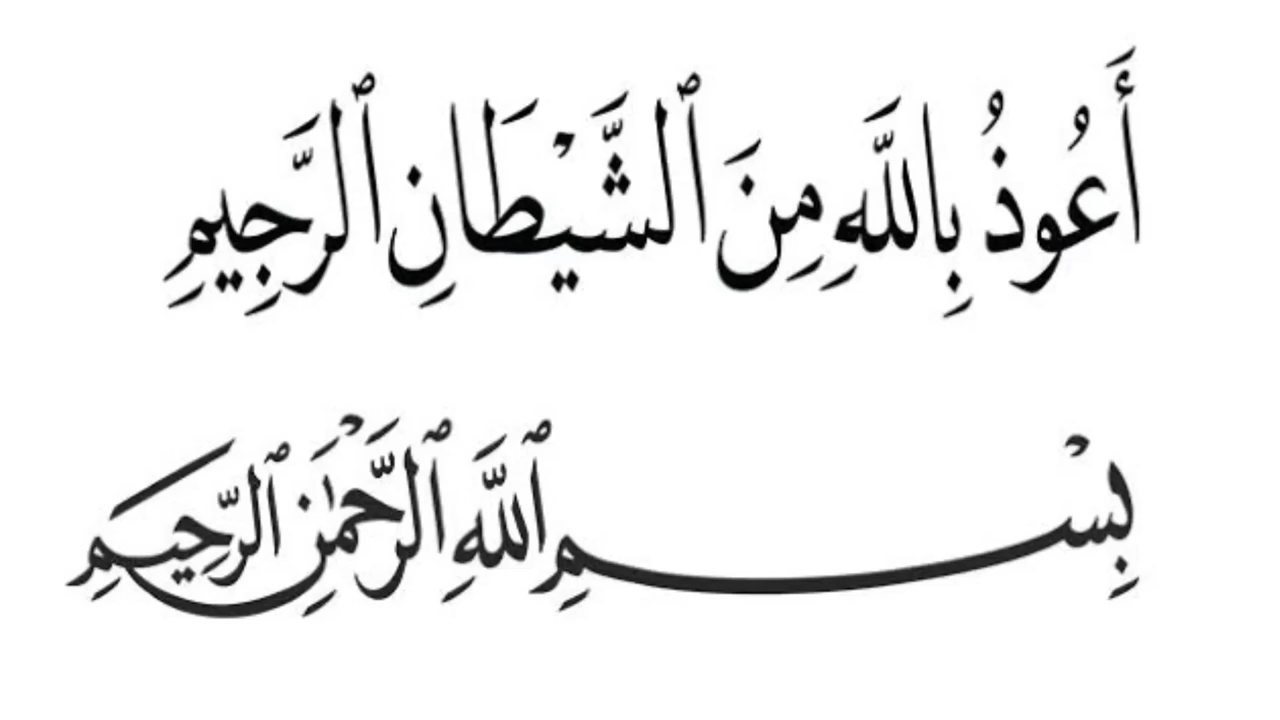 أَعُوذُ بِاللَّهِ مِنَ ٱلشَّيْطَانِ ٱلرَّجِيمِ
بِسْمِ ٱللَّهِ ٱلرَّحْمَٰنِ ٱلرَّحِيمِ